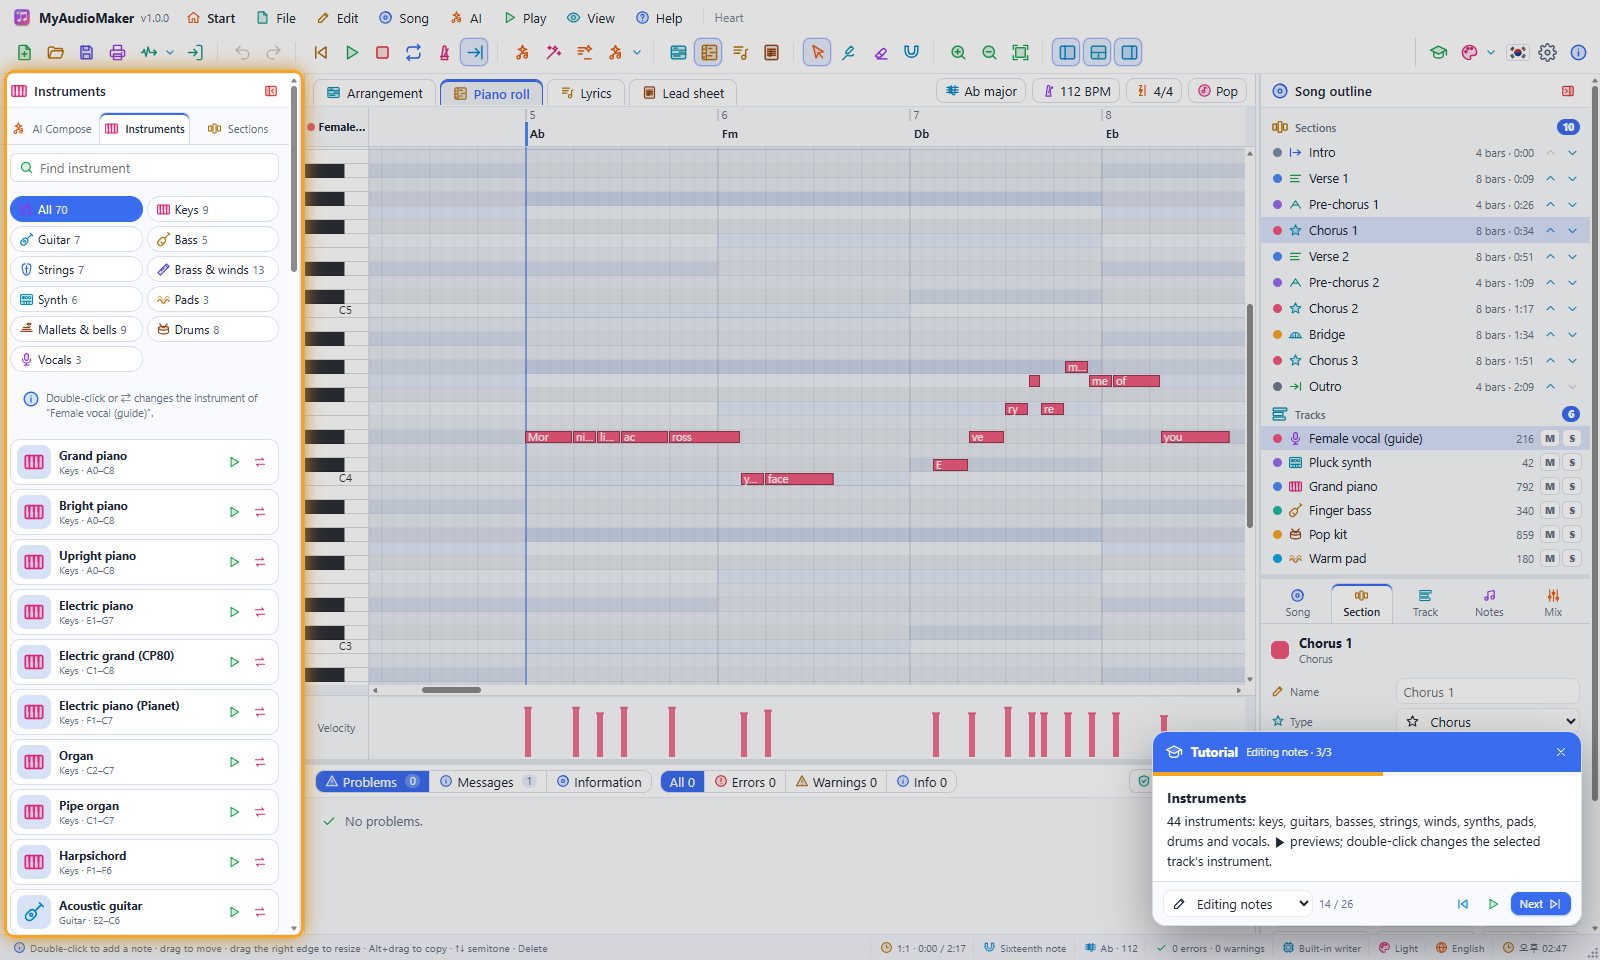 MyAudioMaker v1.0.0 Start File Edit Song AI Play View Help Heart
Instruments
AI Compose Instruments Sections
Find instrument
All 70 Keys 9
Guitar 7 Bass 5
Strings 7 Brass & winds 13
Synth 6 Pads 3
Mallets & bells 9 Drums 8
Vocals 3
Double-click or ⇄ changes the instrument of
"Female vocal (guide)".
Grand piano
Keys · A0–C8
Bright piano
Keys · A0–C8
Upright piano
Keys · A0–C8
Electric piano
Keys · E1–G7
Electric grand (CP80)
Keys · C1–C8
Electric piano (Pianet)
Keys · F1–C7
Organ
Keys · C2–C7
Pipe organ
Keys · C1–C7
Harpsichord
Keys · F1–F6
Acoustic guitar
Guitar · E2–C6
Arrangement Piano roll Lyrics Lead sheet Ab major 112 BPM 4/4 Pop
5 6 7 8
Female... Ab Fm Db Eb
C5
m...
me of
ry re
Mor ni... li... ac ross ve you
E
C4 y... face
C3
Velocity
Problems 0 Messages 1 Information All 0 Errors 0 Warnings 0 Info 0
No problems.
Song outline
Sections 10
Intro 4 bars · 0:00
Verse 1 8 bars · 0:09
Pre-chorus 1 4 bars · 0:26
Chorus 1 8 bars · 0:34
Verse 2 8 bars · 0:51
Pre-chorus 2 4 bars · 1:09
Chorus 2 8 bars · 1:17
Bridge 8 bars · 1:34
Chorus 3 8 bars · 1:51
Outro 4 bars · 2:09
Tracks 6
Female vocal (guide) 216 M S
Pluck synth 42 M S
Grand piano 792 M S
Finger bass 340 M S
Pop kit 859 M S
Warm pad 180 M S
Song Section Track Notes Mix
Chorus 1
Chorus
Name Chorus 1
Type Chorus
Tutorial Editing notes · 3/3
Instruments
44 instruments: keys, guitars, basses, strings, winds, synths, pads,
drums and vocals. ▶ previews; double-click changes the selected
track's instrument.
Editing notes 14 / 26 Next
Double-click to add a note · drag to move · drag the right edge to resize · Alt+drag to copy · ↑↓ semitone · Delete 1:1 · 0:00 / 2:17 Sixteenth note Ab · 112 0 errors · 0 warnings Built-in writer Light English 오후 02:47